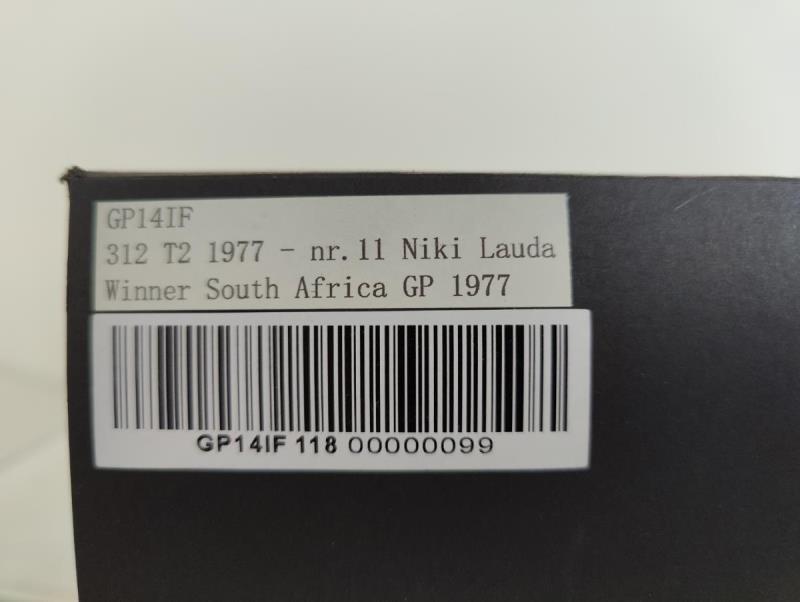 GP14IF
312 T2 1977 - nr.11 Niki Lauda
Winner South Africa GP 1977
GP14IF 118 00000099